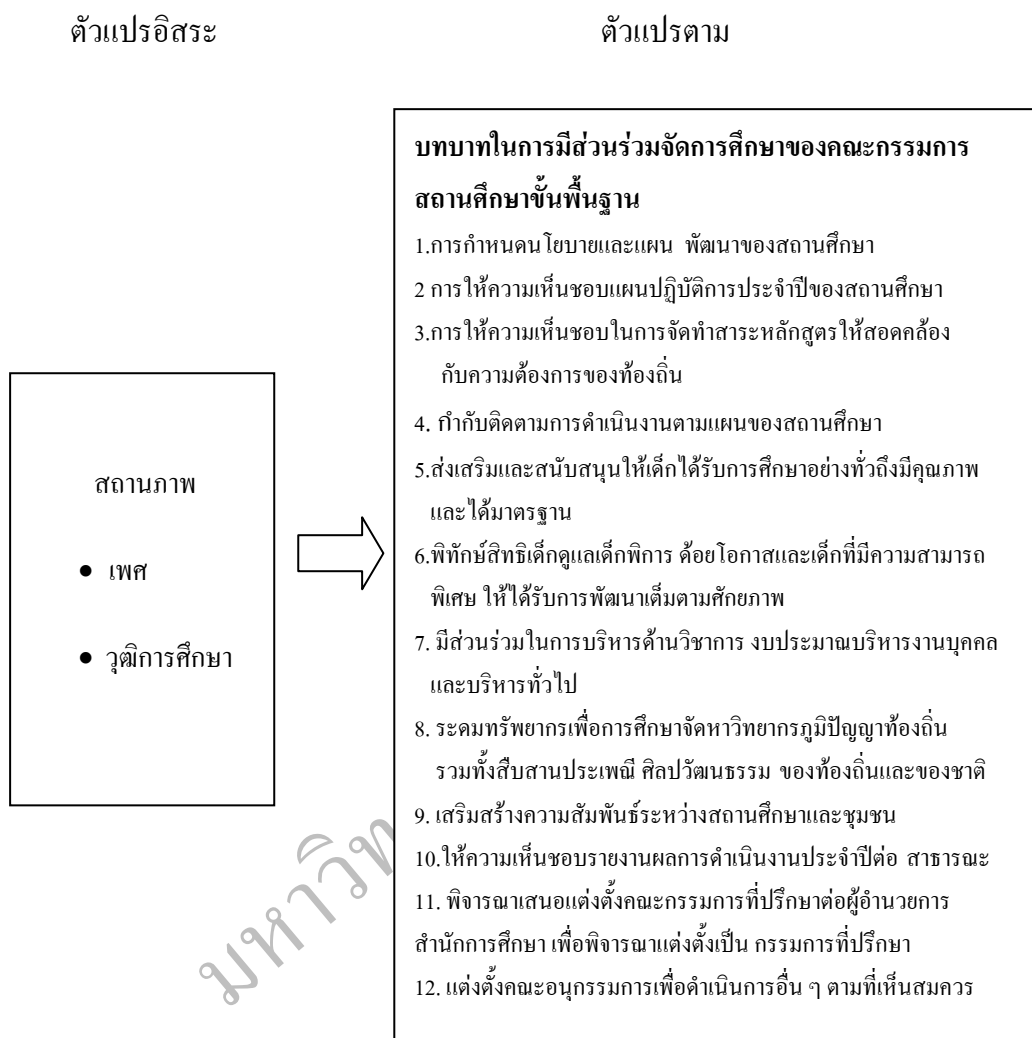 ตัวแปรอิสระ
ตัวแปรตาม
สถานภาพ
● เพศ
● วุฒิการศึกษา
บทบาทในการมีส่วนร่วมจัดการศึกษาของคณะกรรมการ
สถานศึกษาขั้นพื้นฐาน
1.การกำหนดนโยบายและแผน พัฒนาของสถานศึกษา
2 การให้ความเห็นชอบแผนปฏิบัติการประจำปีของสถานศึกษา
3.การให้ความเห็นชอบในการจัดทำสาระหลักสูตรให้สอดคล้อง
กับความต้องการของท้องถิ่น
4. กำกับติดตามการดำเนินงานตามแผนของสถานศึกษา
5.ส่งเสริมและสนับสนุนให้เด็กได้รับการศึกษาอย่างทั่วถึงมีคุณภาพ
และได้มาตรฐาน
6.พิทักษ์สิทธิเด็กดูแลเด็กพิการ ด้อยโอกาสและเด็กที่มีความสามารถ
พิเศษ ให้ได้รับการพัฒนาเต็มตามศักยภาพ
7. มีส่วนร่วมในการบริหารด้านวิชาการ งบประมาณบริหารงานบุคคล
และบริหารทั่วไป
8. ระดมทรัพยากรเพื่อการศึกษาจัดหาวิทยากรภูมิปัญญาท้องถิ่น
รวมทั้งสืบสานประเพณี ศิลปวัฒนธรรม ของท้องถิ่นและของชาติ
9. เสริมสร้างความสัมพันธ์ระหว่างสถานศึกษาและชุมชน
10.ให้ความเห็นชอบรายงานผลการดำเนินงานประจำปีต่อ สาธารณะ
11. พิจารณาเสนอแต่งตั้งคณะกรรมการที่ปรึกษาต่อผู้อำนวยการ
สำนักการศึกษา เพื่อพิจารณาแต่งตั้งเป็น กรรมการที่ปรึกษา
12. แต่งตั้งคณะอนุกรรมการเพื่อดำเนินการอื่น ๆ ตามที่เห็นสมควร